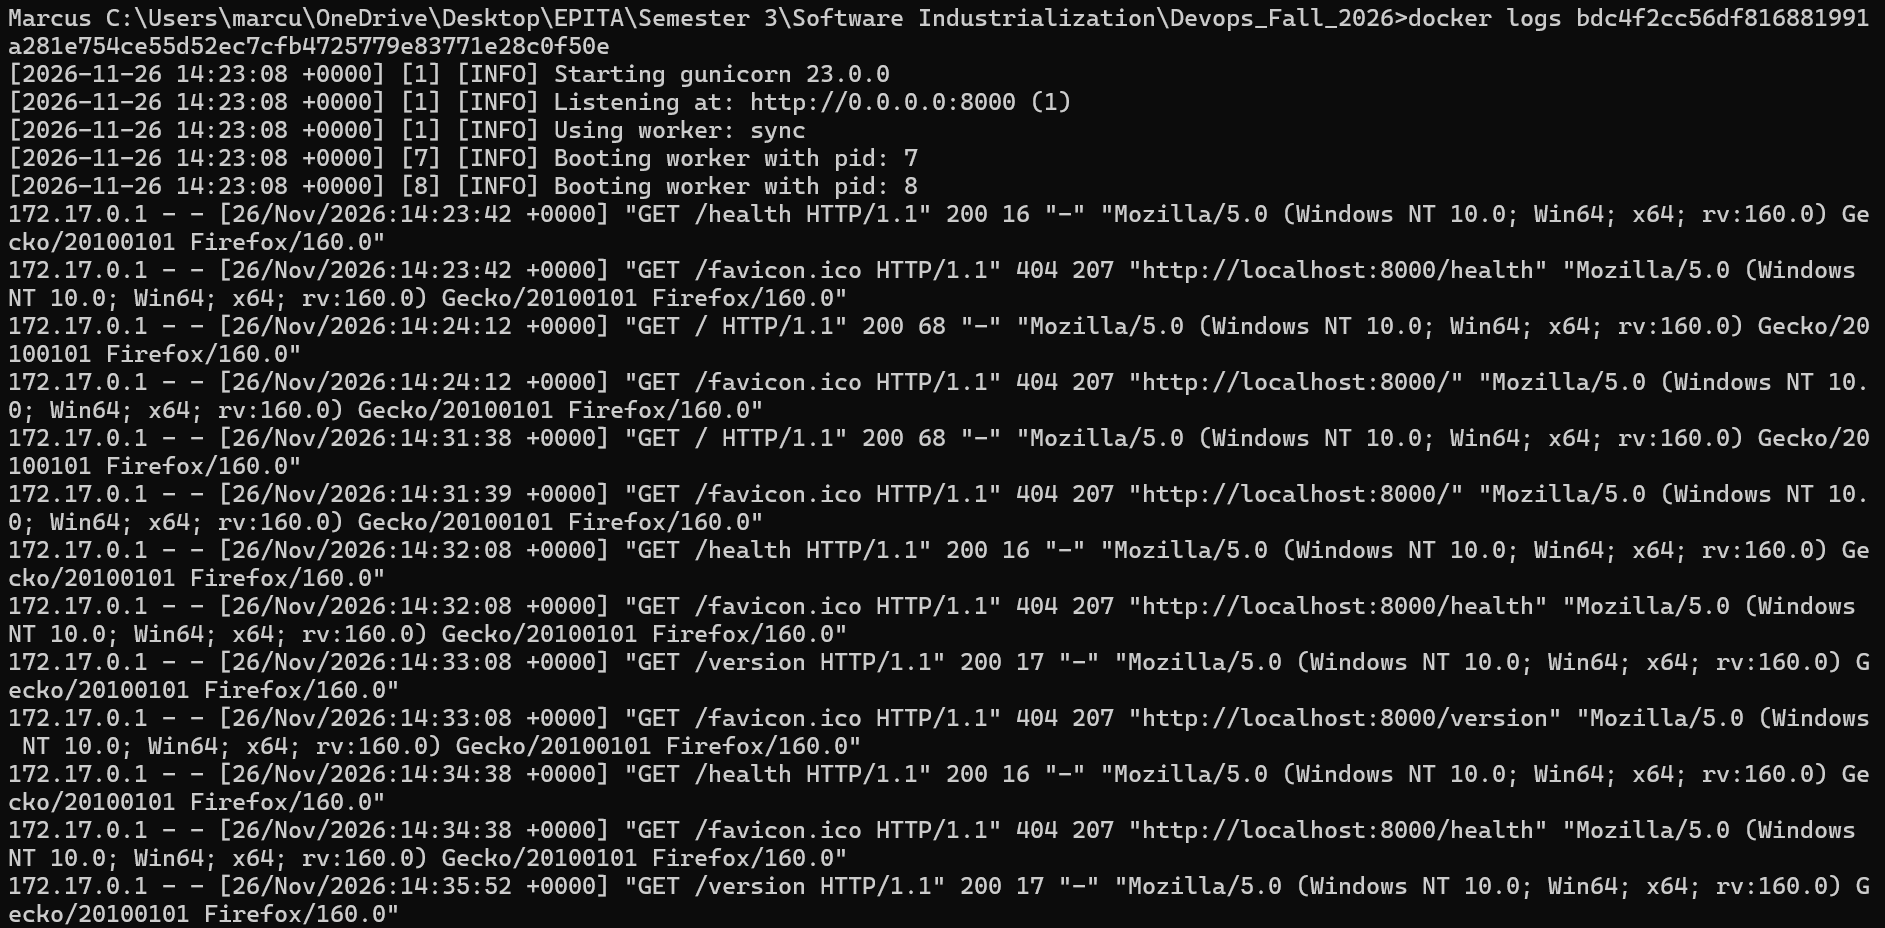 Marcus C:\Users\marcu\OneDrive\Desktop\EPITA\Semester 3\Software Industrialization\Devops_Fall_2026>docker logs bdc4f2cc56df816881991
a281e754ce55d52ec7cfb4725779e83771e28c0f50e
[2026-11-26 14:23:08 +0000] [1] [INFO] Starting gunicorn 23.0.0
[2026-11-26 14:23:08 +0000] [1] [INFO] Listening at: http://0.0.0.0:8000 (1)
[2026-11-26 14:23:08 +0000] [1] [INFO] Using worker: sync
[2026-11-26 14:23:08 +0000] [7] [INFO] Booting worker with pid: 7
[2026-11-26 14:23:08 +0000] [8] [INFO] Booting worker with pid: 8
172.17.0.1 - - [26/Nov/2026:14:23:42 +0000] "GET /health HTTP/1.1" 200 16 "-" "Mozilla/5.0 (Windows NT 10.0; Win64; x64; rv:160.0) Ge
cko/20100101 Firefox/160.0"
172.17.0.1 - - [26/Nov/2026:14:23:42 +0000] "GET /favicon.ico HTTP/1.1" 404 207 "http://localhost:8000/health" "Mozilla/5.0 (Windows
NT 10.0; Win64; x64; rv:160.0) Gecko/20100101 Firefox/160.0"
172.17.0.1 - - [26/Nov/2026:14:24:12 +0000] "GET / HTTP/1.1" 200 68 "-" "Mozilla/5.0 (Windows NT 10.0; Win64; x64; rv:160.0) Gecko/20
100101 Firefox/160.0"
172.17.0.1 - - [26/Nov/2026:14:24:12 +0000] "GET /favicon.ico HTTP/1.1" 404 207 "http://localhost:8000/" "Mozilla/5.0 (Windows NT 10.
0; Win64; x64; rv:160.0) Gecko/20100101 Firefox/160.0"
172.17.0.1 - - [26/Nov/2026:14:31:38 +0000] "GET / HTTP/1.1" 200 68 "-" "Mozilla/5.0 (Windows NT 10.0; Win64; x64; rv:160.0) Gecko/20
100101 Firefox/160.0"
172.17.0.1 - - [26/Nov/2026:14:31:39 +0000] "GET /favicon.ico HTTP/1.1" 404 207 "http://localhost:8000/" "Mozilla/5.0 (Windows NT 10.
0; Win64; x64; rv:160.0) Gecko/20100101 Firefox/160.0"
172.17.0.1 - - [26/Nov/2026:14:32:08 +0000] "GET /health HTTP/1.1" 200 16 "-" "Mozilla/5.0 (Windows NT 10.0; Win64; x64; rv:160.0) Ge
cko/20100101 Firefox/160.0"
172.17.0.1 - - [26/Nov/2026:14:32:08 +0000] "GET /favicon.ico HTTP/1.1" 404 207 "http://localhost:8000/health" "Mozilla/5.0 (Windows
NT 10.0; Win64; x64; rv:160.0) Gecko/20100101 Firefox/160.0"
172.17.0.1 - - [26/Nov/2026:14:33:08 +0000] "GET /version HTTP/1.1" 200 17 "-" "Mozilla/5.0 (Windows NT 10.0; Win64; x64; rv:160.0) G
ecko/20100101 Firefox/160.0"
172.17.0.1 - - [26/Nov/2026:14:33:08 +0000] "GET /favicon.ico HTTP/1.1" 404 207 "http://localhost:8000/version" "Mozilla/5.0 (Windows
 NT 10.0; Win64; x64; rv:160.0) Gecko/20100101 Firefox/160.0"
172.17.0.1 - - [26/Nov/2026:14:34:38 +0000] "GET /health HTTP/1.1" 200 16 "-" "Mozilla/5.0 (Windows NT 10.0; Win64; x64; rv:160.0) Ge
cko/20100101 Firefox/160.0"
172.17.0.1 - - [26/Nov/2026:14:34:38 +0000] "GET /favicon.ico HTTP/1.1" 404 207 "http://localhost:8000/health" "Mozilla/5.0 (Windows
NT 10.0; Win64; x64; rv:160.0) Gecko/20100101 Firefox/160.0"
172.17.0.1 - - [26/Nov/2026:14:35:52 +0000] "GET /version HTTP/1.1" 200 17 "-" "Mozilla/5.0 (Windows NT 10.0; Win64; x64; rv:160.0) G
ecko/20100101 Firefox/160.0"